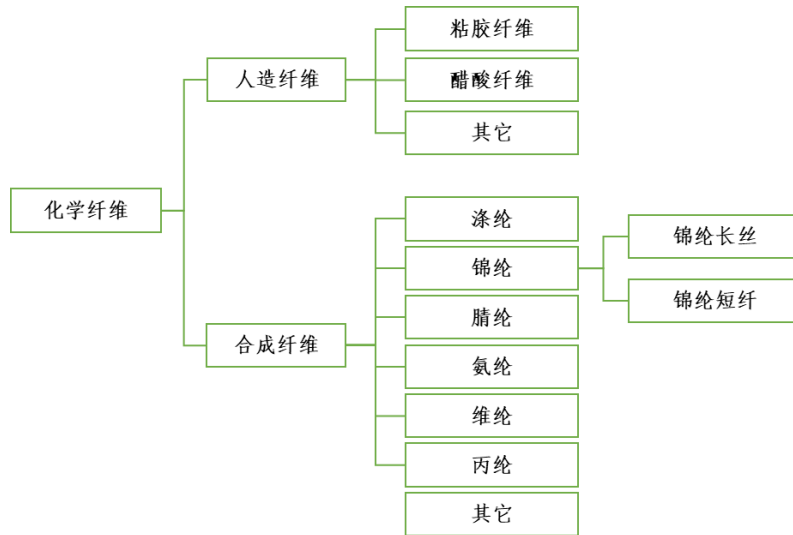 化学纤维
人造纤维
粘胶纤维
醋酸纤维
其它
合成纤维
涤纶
锦纶
锦纶长丝
锦纶短纤
腈纶
氨纶
维纶
丙纶
其它